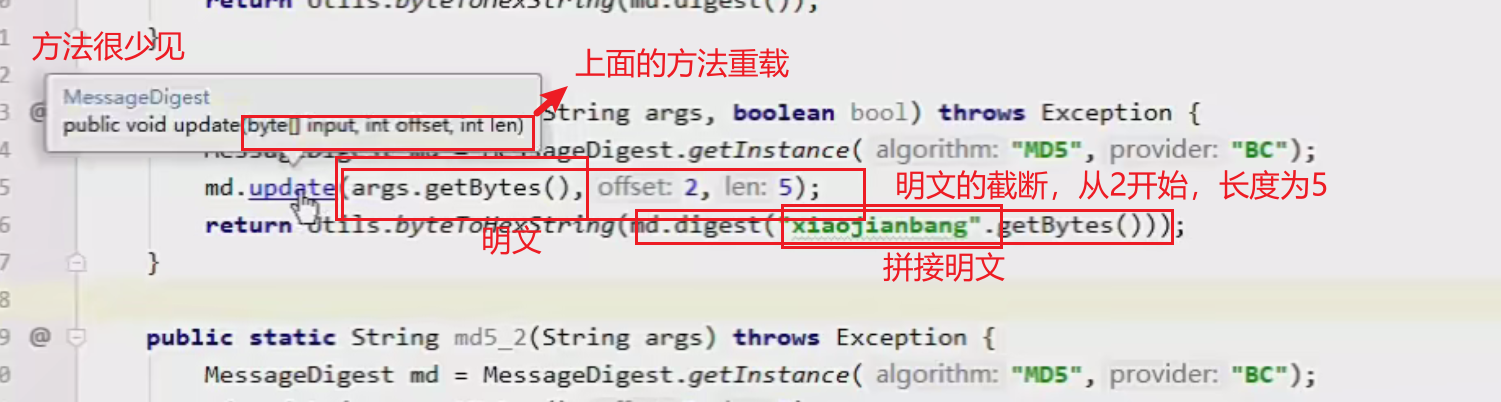 return Utils.byteToHexString(md.digest());
}
方法很少见
上面的方法重载
MessageDigest
public void update(byte[] input, int offset, int len)
String args, boolean bool) throws Exception {
MessageDigest md = MessageDigest.getInstance( algorithm: "MD5", provider: "BC");
md.update(args.getBytes(), offset: 2, len: 5);
明文的截断，从2开始，长度为5
return Utils.byteToHexString(md.digest("xiaojianbang".getBytes()));
明文
拼接明文
}
public static String md5_2(String args) throws Exception {
MessageDigest md = MessageDigest.getInstance( algorithm: "MD5", provider: "BC");